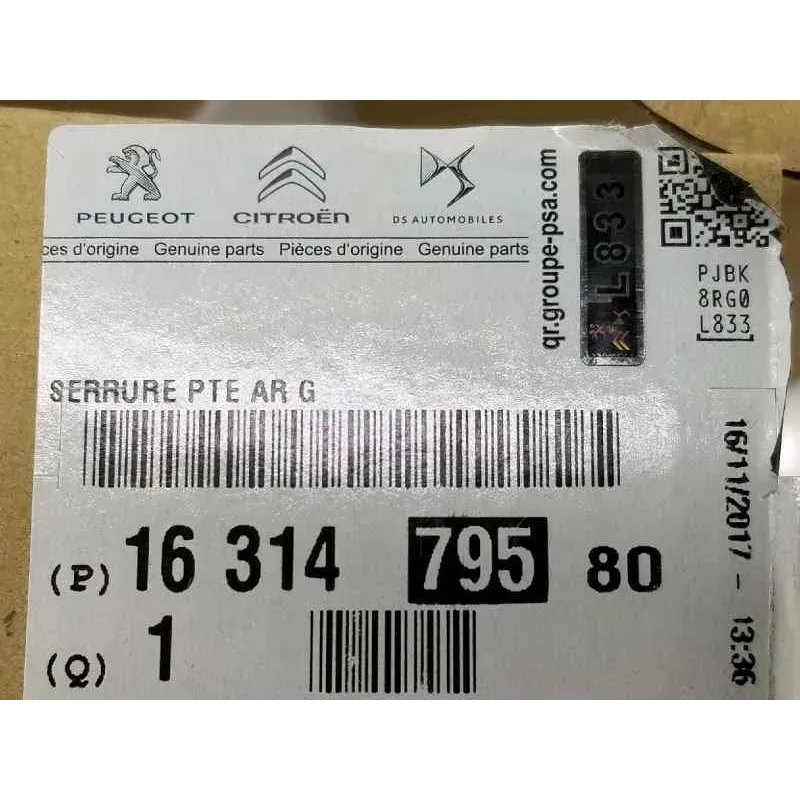 PEUGEOT CITROËN DS AUTOMOBILES
ces d'origine Genuine parts Pièces d'origine Genuine parts
qr.groupe-psa.com
L833
PJBK
8RG0
L833
SERRURE PTE AR G
(P) 16 314 795 80
(Q) 1
16/11/2017 - 13:36